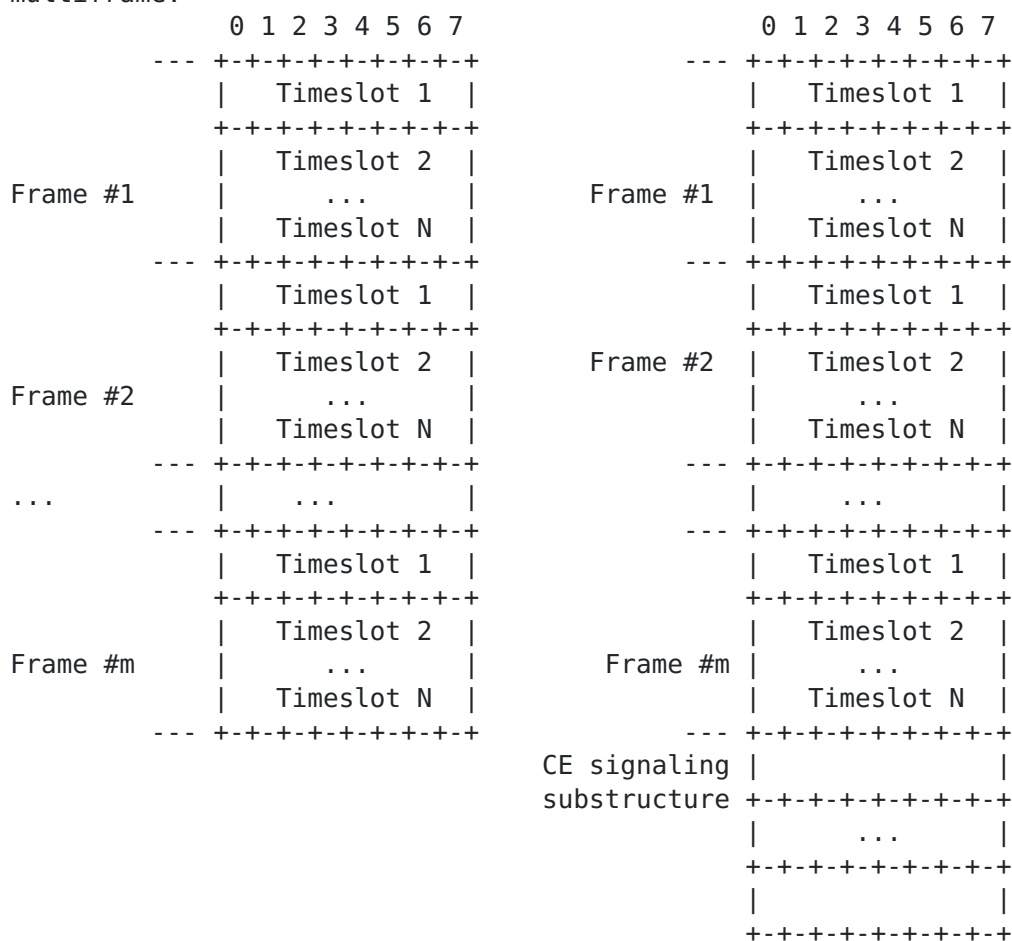 0 1 2 3 4 5 6 7                   0 1 2 3 4 5 6 7
         --- +-+-+-+-+-+-+-+-+             --- +-+-+-+-+-+-+-+-+
             |   Timeslot 1  |                 |   Timeslot 1  |
             +-+-+-+-+-+-+-+-+                 +-+-+-+-+-+-+-+-+
             |   Timeslot 2  |                 |   Timeslot 2  |
Frame #1     |      ...      |       Frame #1  |      ...      |
             |   Timeslot N  |                 |   Timeslot N  |
         --- +-+-+-+-+-+-+-+-+             --- +-+-+-+-+-+-+-+-+
             |   Timeslot 1  |                 |   Timeslot 1  |
             +-+-+-+-+-+-+-+-+                 +-+-+-+-+-+-+-+-+
             |   Timeslot 2  |       Frame #2  |   Timeslot 2  |
Frame #2     |      ...      |                 |      ...      |
             |   Timeslot N  |                 |   Timeslot N  |
         --- +-+-+-+-+-+-+-+-+             --- +-+-+-+-+-+-+-+-+
...          |    ...        |                 |     ...       |
         --- +-+-+-+-+-+-+-+-+             --- +-+-+-+-+-+-+-+-+
             |   Timeslot 1  |                 |   Timeslot 1  |
             +-+-+-+-+-+-+-+-+                 +-+-+-+-+-+-+-+-+
             |   Timeslot 2  |                 |   Timeslot 2  |
Frame #m     |      ...      |        Frame #m |      ...      |
             |   Timeslot N  |                 |   Timeslot N  |
         --- +-+-+-+-+-+-+-+-+             --- +-+-+-+-+-+-+-+-+
                                  CE signaling |               |
                                  substructure +-+-+-+-+-+-+-+-+
                                               |      ...      |
                                               +-+-+-+-+-+-+-+-+
                                               |               |
                                               +-+-+-+-+-+-+-+-+